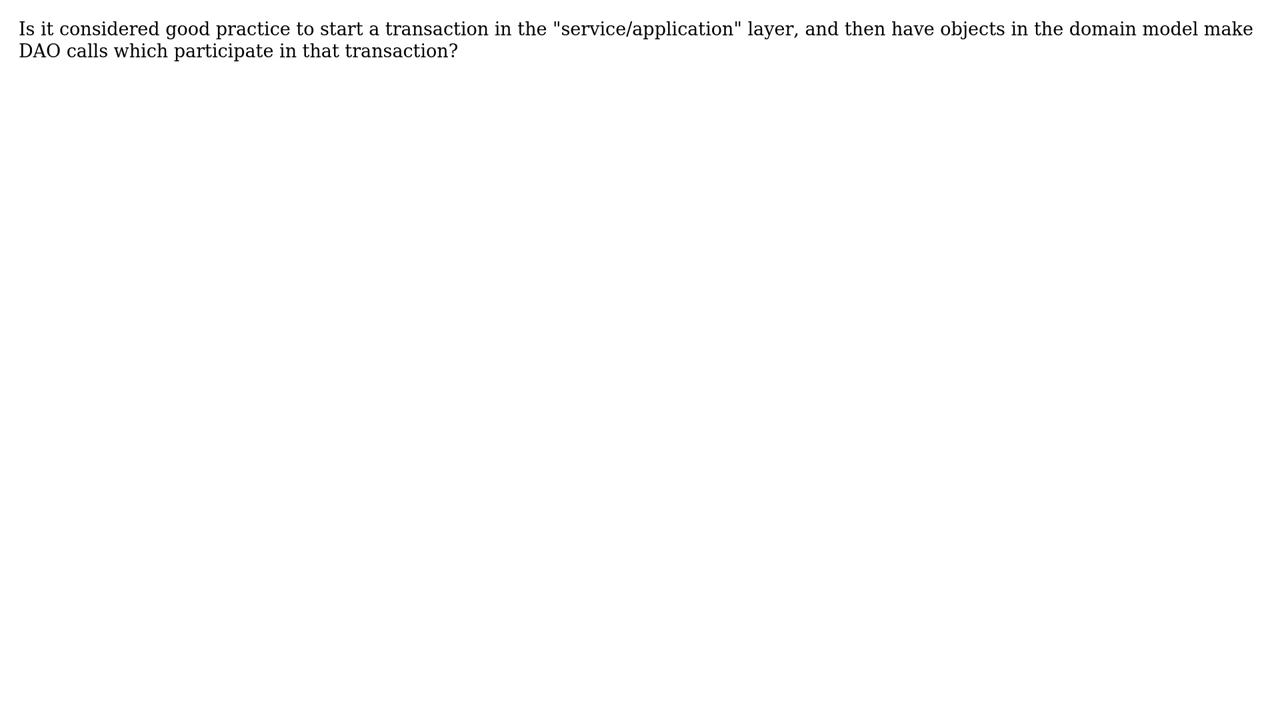 Is it considered good practice to start a transaction in the "service/application" layer, and then have objects in the domain model make
DAO calls which participate in that transaction?